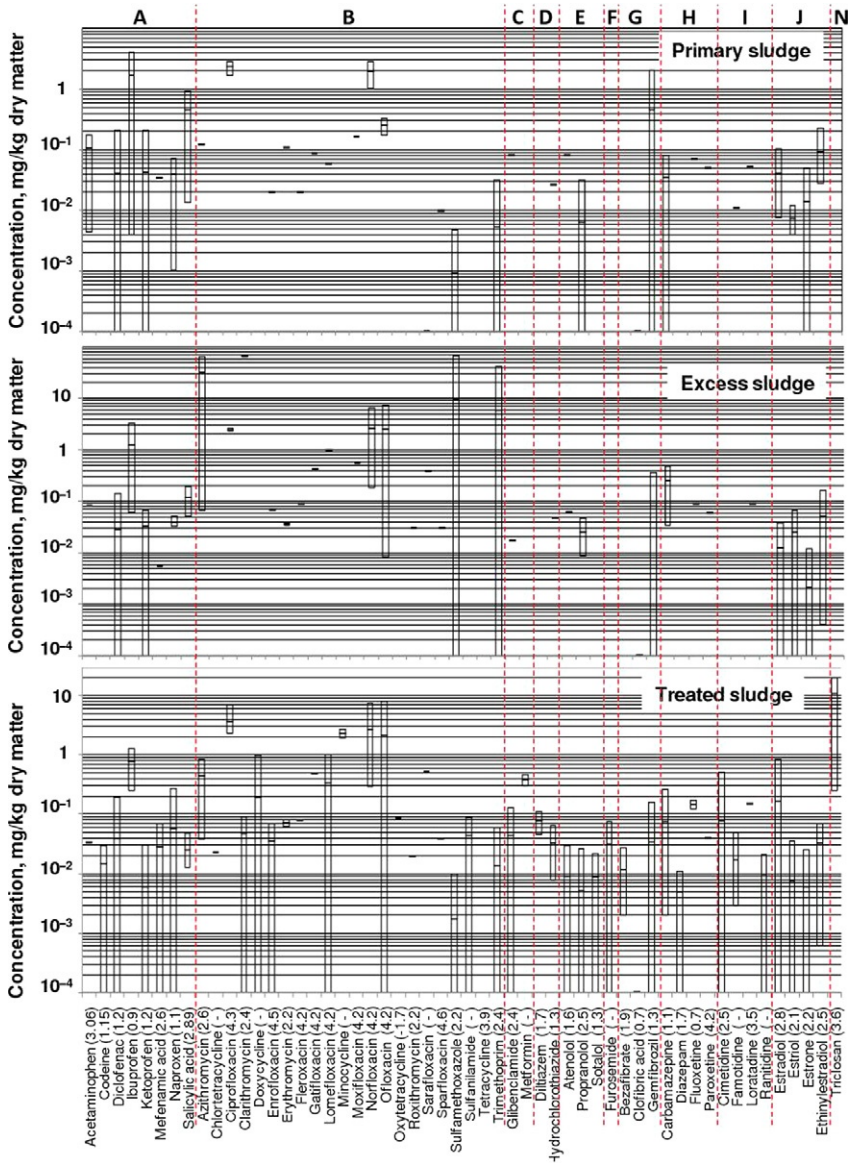 A B C D E F G H I J N
Primary sludge
Concentration, mg/kg dry matter
1
10⁻¹
10⁻²
10⁻³
10⁻⁴
Excess sludge
Concentration, mg/kg dry matter
10
1
10⁻¹
10⁻²
10⁻³
10⁻⁴
Treated sludge
Concentration, mg/kg dry matter
10
1
10⁻¹
10⁻²
10⁻³
10⁻⁴
Acetaminophen (3.06)
Codeine (1.15)
Diclofenac (1.2)
Ibuprofen (0.9)
Ketoprofen (1.2)
Mefenamic acid (2.6)
Naproxen (1.1)
Salicylic acid (2.89)
Azithromycin (2.6)
Chlortetracycline (-)
Ciprofloxacin (4.3)
Clarithromycin (2.4)
Doxycycline (-)
Enrofloxacin (4.5)
Erythromycin (2.2)
Fleroxacin (4.2)
Gatifloxacin (4.2)
Lomefloxacin (4.2)
Minocycline (-)
Moxifloxacin (4.2)
Norfloxacin (4.2)
Ofloxacin (4.2)
Oxytetracycline (-1.7)
Roxithromycin (2.2)
Sarafloxacin (-)
Sparfloxacin (4.6)
Sulfamethoxazole (2.2)
Sulfanilamide (-)
Tetracycline (3.9)
Trimethoprim (2.4)
Glibenclamide (2.4)
Metformin (-)
Diltiazem (1.7)
Hydrochlorothiazide (1.3)
Atenolol (1.6)
Propranolol (2.5)
Sotalol (1.3)
Furosemide (-)
Bezafibrate (1.9)
Clofibric acid (0.7)
Gemfibrozil (1.3)
Carbamazepine (1.1)
Diazepam (1.7)
Fluoxetine (0.7)
Paroxetine (4.2)
Cimetidine (2.5)
Famotidine (-)
Loratadine (3.5)
Ranitidine (-)
Estradiol (2.8)
Estriol (2.1)
Estrone (2.2)
Ethinylestradiol (2.5)
Triclosan (3.6)